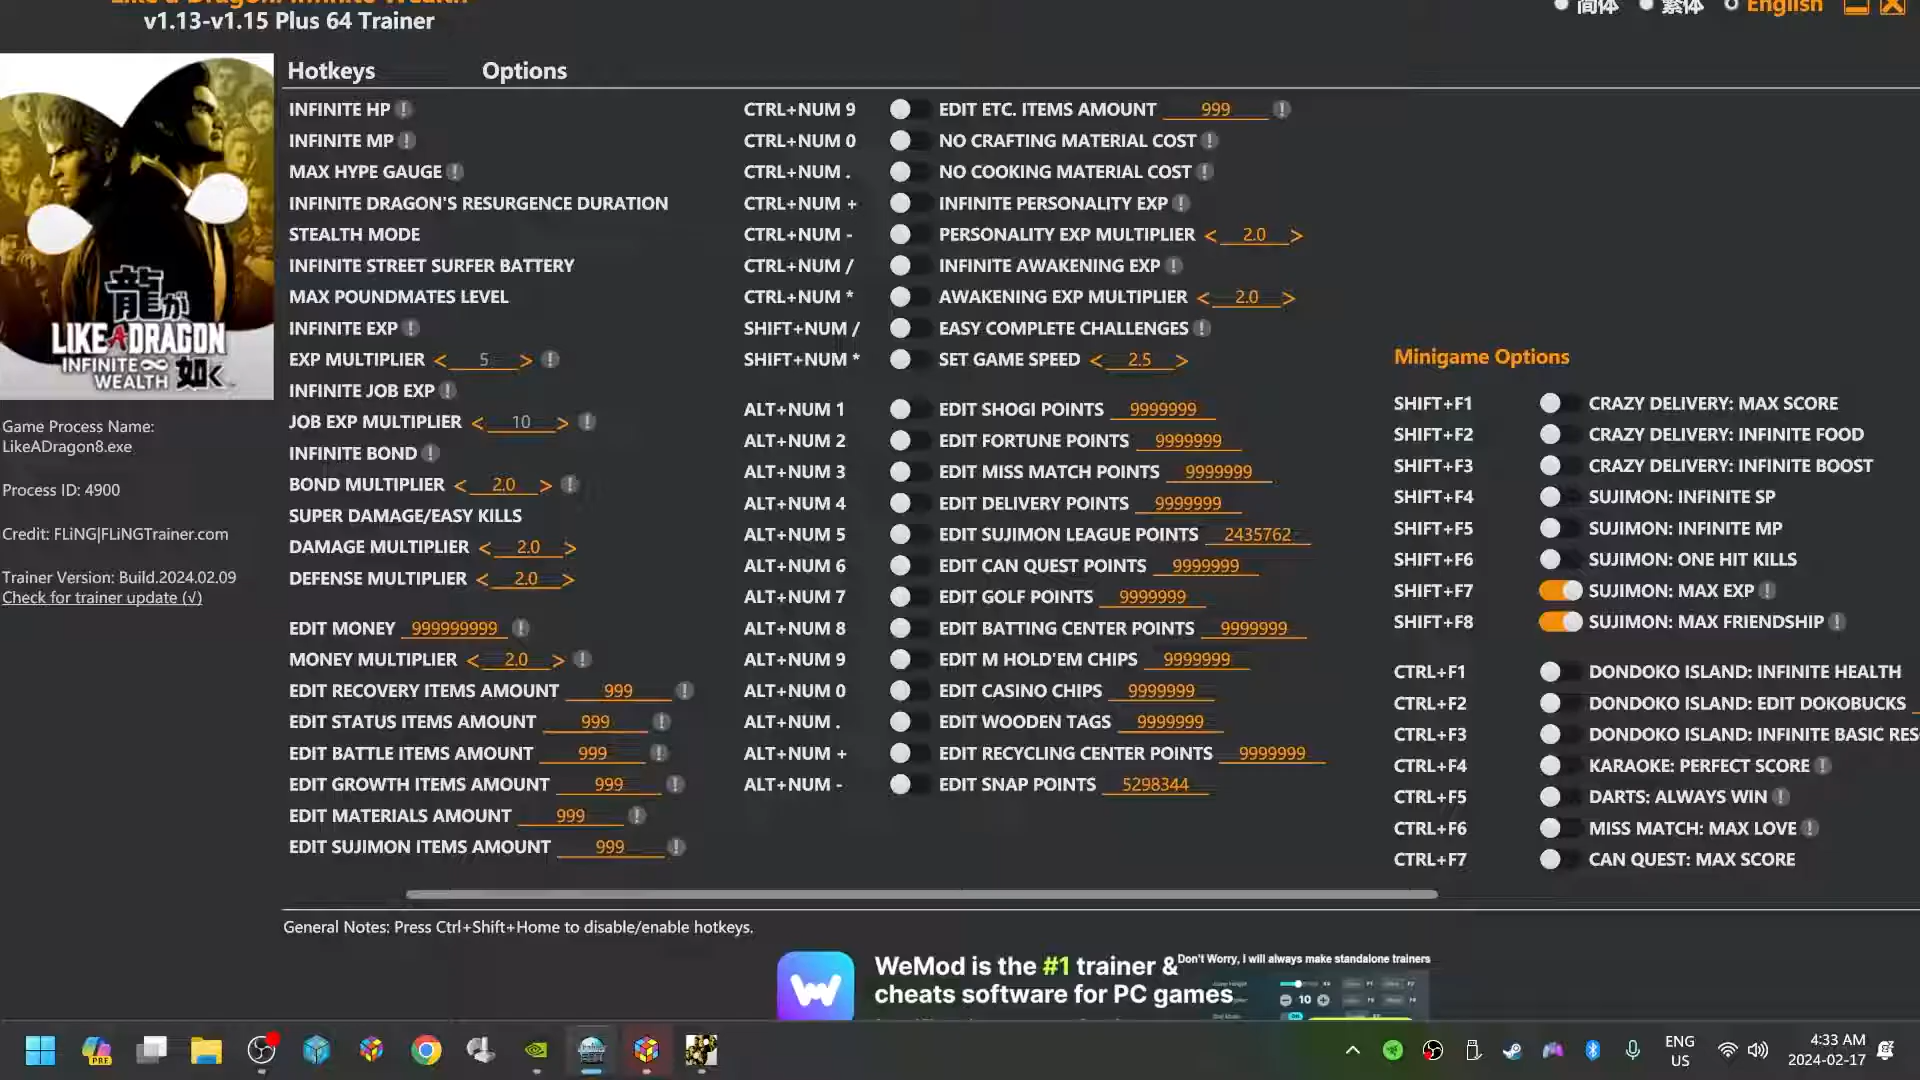 Like a Dragon: Infinite Wealth
v1.13-v1.15 Plus 64 Trainer
简体
繁体
English
龍が
LIKE A DRAGON
INFINITE
WEALTH
如く
Game Process Name:
LikeADragon8.exe
Process ID: 4900
Credit: FLiNG|FLiNGTrainer.com
Trainer Version: Build.2024.02.09
Check for trainer update (√)
Hotkeys Options
INFINITE HP
INFINITE MP
MAX HYPE GAUGE
INFINITE DRAGON'S RESURGENCE DURATION
STEALTH MODE
INFINITE STREET SURFER BATTERY
MAX POUNDMATES LEVEL
INFINITE EXP
EXP MULTIPLIER < 5 >
INFINITE JOB EXP
JOB EXP MULTIPLIER < 10 >
INFINITE BOND
BOND MULTIPLIER < 2.0 >
SUPER DAMAGE/EASY KILLS
DAMAGE MULTIPLIER < 2.0 >
DEFENSE MULTIPLIER < 2.0 >
EDIT MONEY 999999999
MONEY MULTIPLIER < 2.0 >
EDIT RECOVERY ITEMS AMOUNT 999
EDIT STATUS ITEMS AMOUNT 999
EDIT BATTLE ITEMS AMOUNT 999
EDIT GROWTH ITEMS AMOUNT 999
EDIT MATERIALS AMOUNT 999
EDIT SUJIMON ITEMS AMOUNT 999
CTRL+NUM 9 EDIT ETC. ITEMS AMOUNT 999
CTRL+NUM 0 NO CRAFTING MATERIAL COST
CTRL+NUM . NO COOKING MATERIAL COST
CTRL+NUM + INFINITE PERSONALITY EXP
CTRL+NUM - PERSONALITY EXP MULTIPLIER < 2.0 >
CTRL+NUM / INFINITE AWAKENING EXP
CTRL+NUM * AWAKENING EXP MULTIPLIER < 2.0 >
SHIFT+NUM / EASY COMPLETE CHALLENGES
SHIFT+NUM * SET GAME SPEED < 2.5 >
ALT+NUM 1 EDIT SHOGI POINTS 9999999
ALT+NUM 2 EDIT FORTUNE POINTS 9999999
ALT+NUM 3 EDIT MISS MATCH POINTS 9999999
ALT+NUM 4 EDIT DELIVERY POINTS 9999999
ALT+NUM 5 EDIT SUJIMON LEAGUE POINTS 2435762
ALT+NUM 6 EDIT CAN QUEST POINTS 9999999
ALT+NUM 7 EDIT GOLF POINTS 9999999
ALT+NUM 8 EDIT BATTING CENTER POINTS 9999999
ALT+NUM 9 EDIT M HOLD'EM CHIPS 9999999
ALT+NUM 0 EDIT CASINO CHIPS 9999999
ALT+NUM . EDIT WOODEN TAGS 9999999
ALT+NUM + EDIT RECYCLING CENTER POINTS 9999999
ALT+NUM - EDIT SNAP POINTS 5298344
Minigame Options
SHIFT+F1 CRAZY DELIVERY: MAX SCORE
SHIFT+F2 CRAZY DELIVERY: INFINITE FOOD
SHIFT+F3 CRAZY DELIVERY: INFINITE BOOST
SHIFT+F4 SUJIMON: INFINITE SP
SHIFT+F5 SUJIMON: INFINITE MP
SHIFT+F6 SUJIMON: ONE HIT KILLS
SHIFT+F7 SUJIMON: MAX EXP
SHIFT+F8 SUJIMON: MAX FRIENDSHIP
CTRL+F1 DONDOKO ISLAND: INFINITE HEALTH
CTRL+F2 DONDOKO ISLAND: EDIT DOKOBUCKS
CTRL+F3 DONDOKO ISLAND: INFINITE BASIC RES
CTRL+F4 KARAOKE: PERFECT SCORE
CTRL+F5 DARTS: ALWAYS WIN
CTRL+F6 MISS MATCH: MAX LOVE
CTRL+F7 CAN QUEST: MAX SCORE
General Notes: Press Ctrl+Shift+Home to disable/enable hotkeys.
WeMod is the #1 trainer &
cheats software for PC games
Don't Worry, I will always make standalone trainers
10
PRE
ENG
US
4:33 AM
2024-02-17